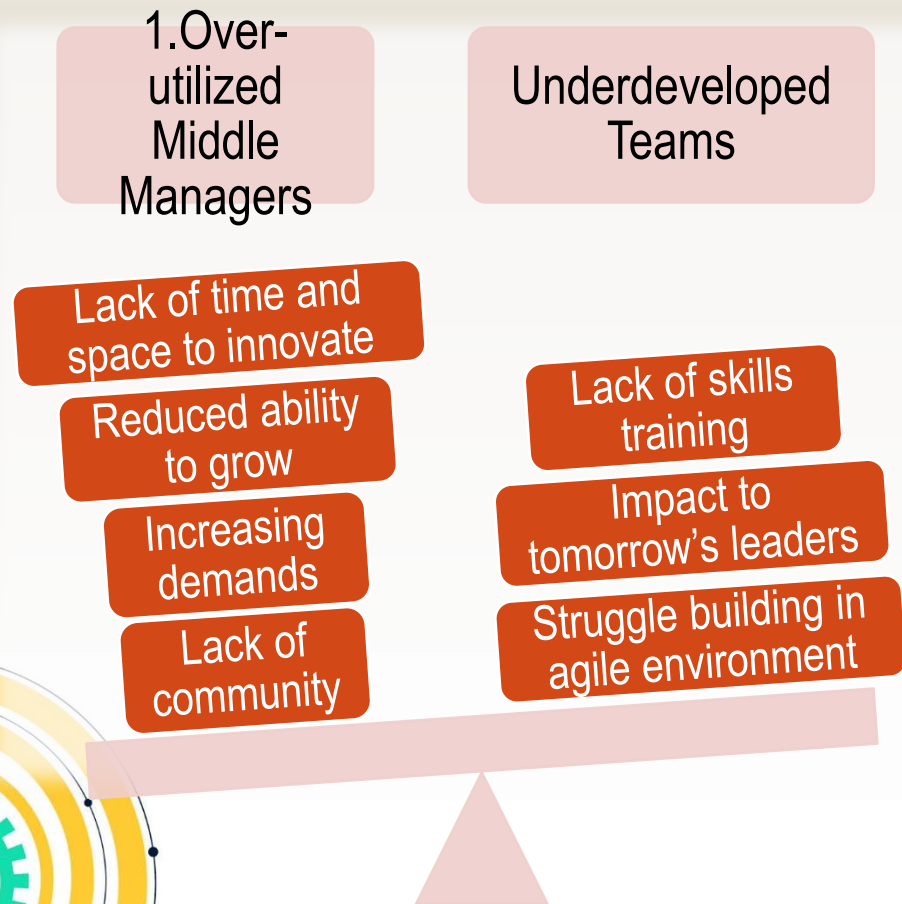 1.Over-
utilized
Middle
Managers
Underdeveloped
Teams
Lack of time and
space to innovate
Reduced ability
to grow
Increasing
demands
Lack of
community
Lack of skills
training
Impact to
tomorrow’s leaders
Struggle building in
agile environment